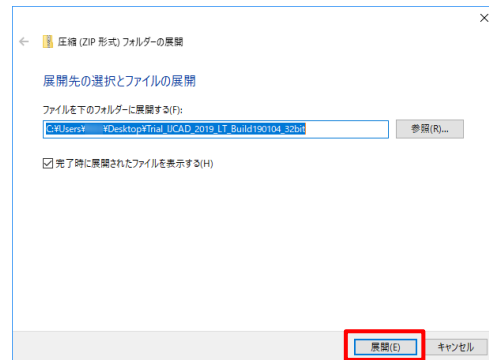 圧縮 (ZIP 形式) フォルダーの展開
展開先の選択とファイルの展開
ファイルを下のフォルダーに展開する(F):
C:¥Users¥ ¥Desktop¥Trial_IJCAD_2019_LT_Build190104_32bit
参照(R)...
完了時に展開されたファイルを表示する(H)
展開(E)
キャンセル